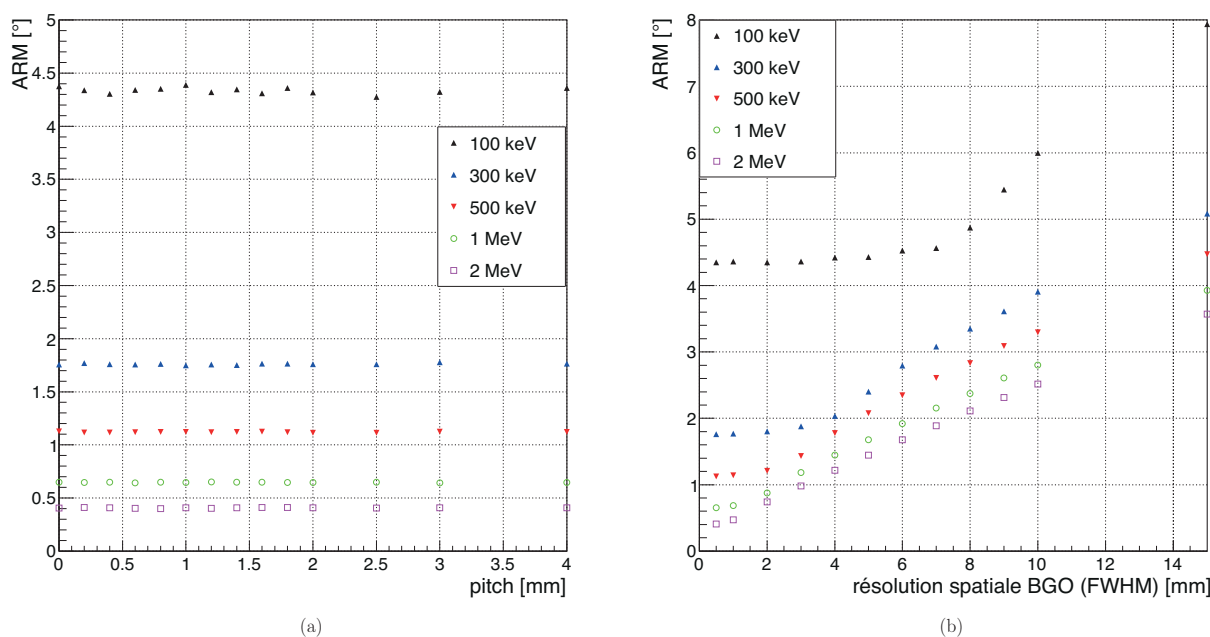 ARM [°]
5
4.5
4
3.5
3
2.5
2
1.5
1
0.5
0
100 keV
300 keV
500 keV
1 MeV
2 MeV
0 0.5 1 1.5 2 2.5 3 3.5 4
pitch [mm]
(a)
ARM [°]
8
7
6
5
4
3
2
1
0
100 keV
300 keV
500 keV
1 MeV
2 MeV
0 2 4 6 8 10 12 14
résolution spatiale BGO (FWHM) [mm]
(b)